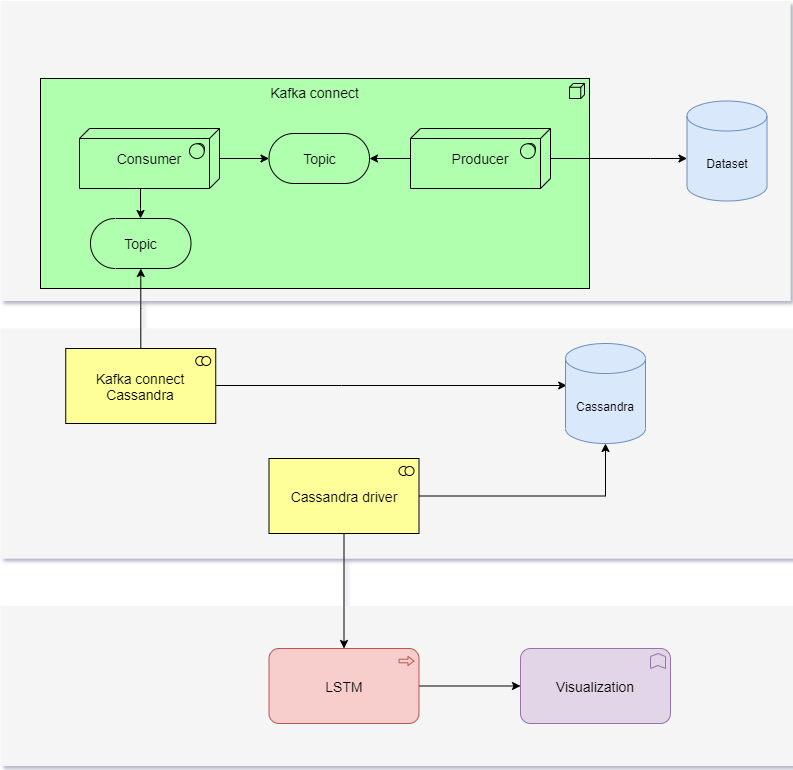 Kafka connect
Consumer
Topic
Producer
Dataset
Topic
Kafka connect
Cassandra
Cassandra
Cassandra driver
LSTM
Visualization